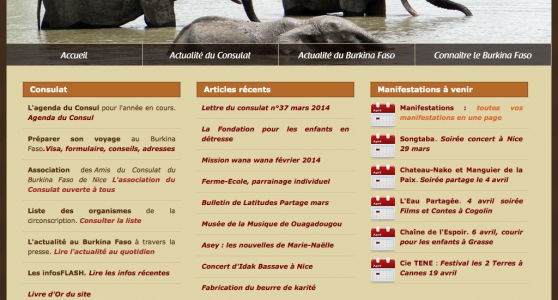 Accueil
Actualité du Consulat
Actualité du Burkina Faso
Connaitre le Burkina Faso
Consulat
L'agenda du Consul pour l'année en cours.
Agenda du Consul
Préparer son voyage au Burkina
Faso.Visa, formulaire, conseils, adresses
Association des Amis du Consulat du
Burkina Faso de Nice L'association du
Consulat ouverte à tous
Liste des organismes de la
circonscription. Consulter la liste
L'actualité au Burkina Faso à travers la
presse. Lire l'actualité au quotidien
Les infosFLASH. Lire les infos récentes
Livre d'Or du site
Articles récents
Lettre du consulat n°37 mars 2014
La Fondation pour les enfants en
détresse
Mission wana wana février 2014
Ferme-Ecole, parrainage individuel
Bulletin de Latitudes Partage mars
Musée de la Musique de Ouagadougou
Asey : les nouvelles de Marie-Naëlle
Concert d'Idak Bassave à Nice
Fabrication du beurre de karité
Manifestations à venir
Manifestations : toutes vos
manifestations en une page
Songtaba. Soirée concert à Nice
29 mars
Chateau-Nako et Manguier de la
Paix. Soirée partage le 4 avril
L'Eau Partagée. 4 avril soirée
Films et Contes à Cogolin
Chaîne de l'Espoir. 6 avril, courir
pour les enfants à Grasse
Cie TENE : Festival les 2 Terres à
Cannes 19 avril